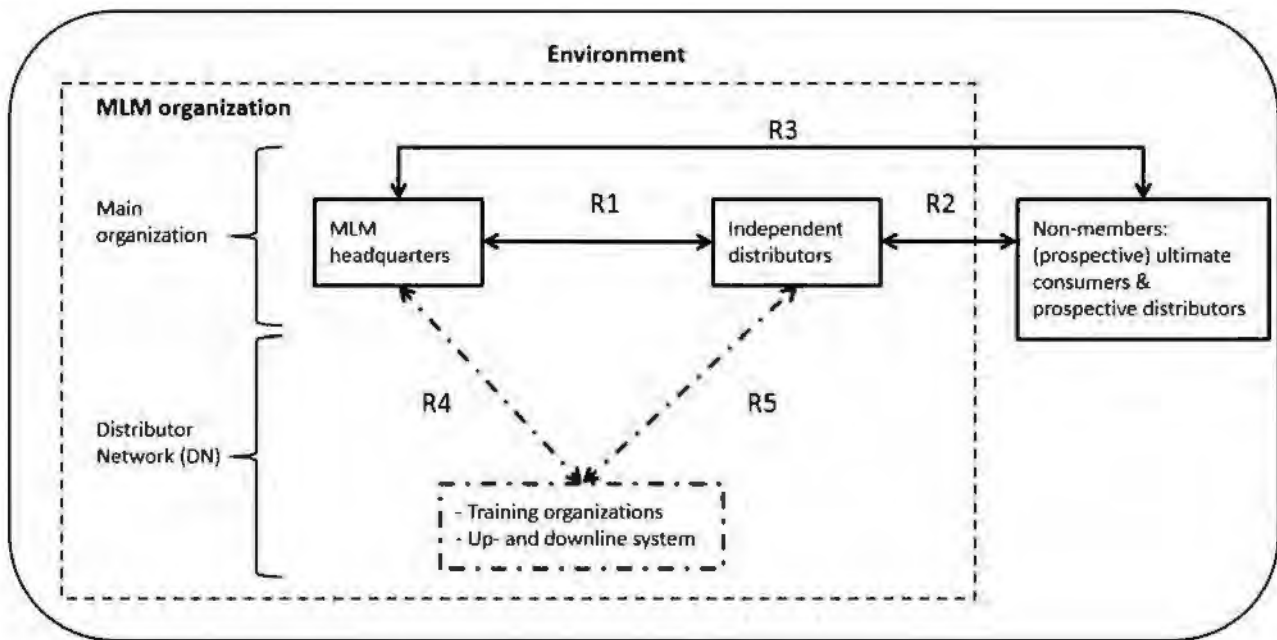 Environment
MLM organization
R3
Main
organization
MLM
headquarters
R1
Independent
distributors
R2
Non-members:
(prospective) ultimate
consumers &
prospective distributors
R4
R5
Distributor
Network (DN)
- Training organizations
- Up- and downline system